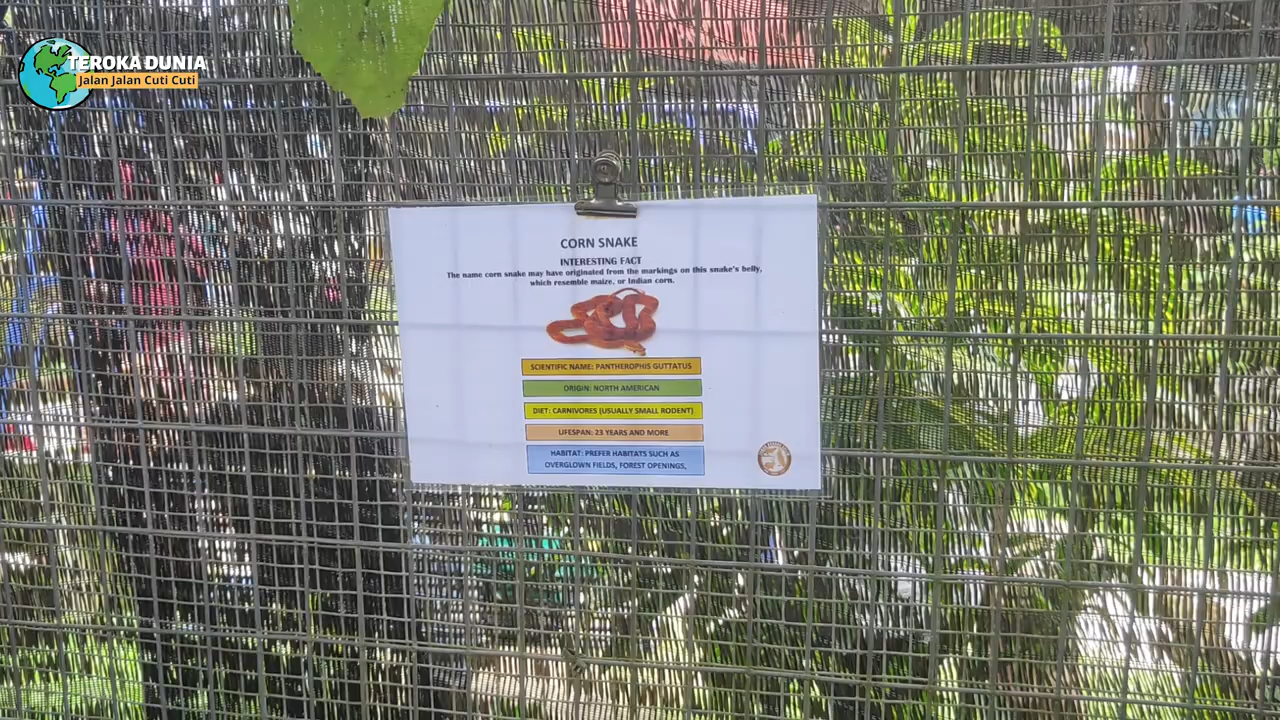 TEROKA DUNIA
Jalan Jalan Cuti Cuti
CORN SNAKE
INTERESTING FACT
The name corn snake may have originated from the markings on this snake's belly,
which resemble maize, or Indian corn.
SCIENTIFIC NAME: PANTHEROPHIS GUTTATUS
ORIGIN: NORTH AMERICAN
DIET: CARNIVORES (USUALLY SMALL RODENT)
LIFESPAN: 23 YEARS AND MORE
HABITAT: PREFER HABITATS SUCH AS
OVERGLOWN FIELDS, FOREST OPENINGS,